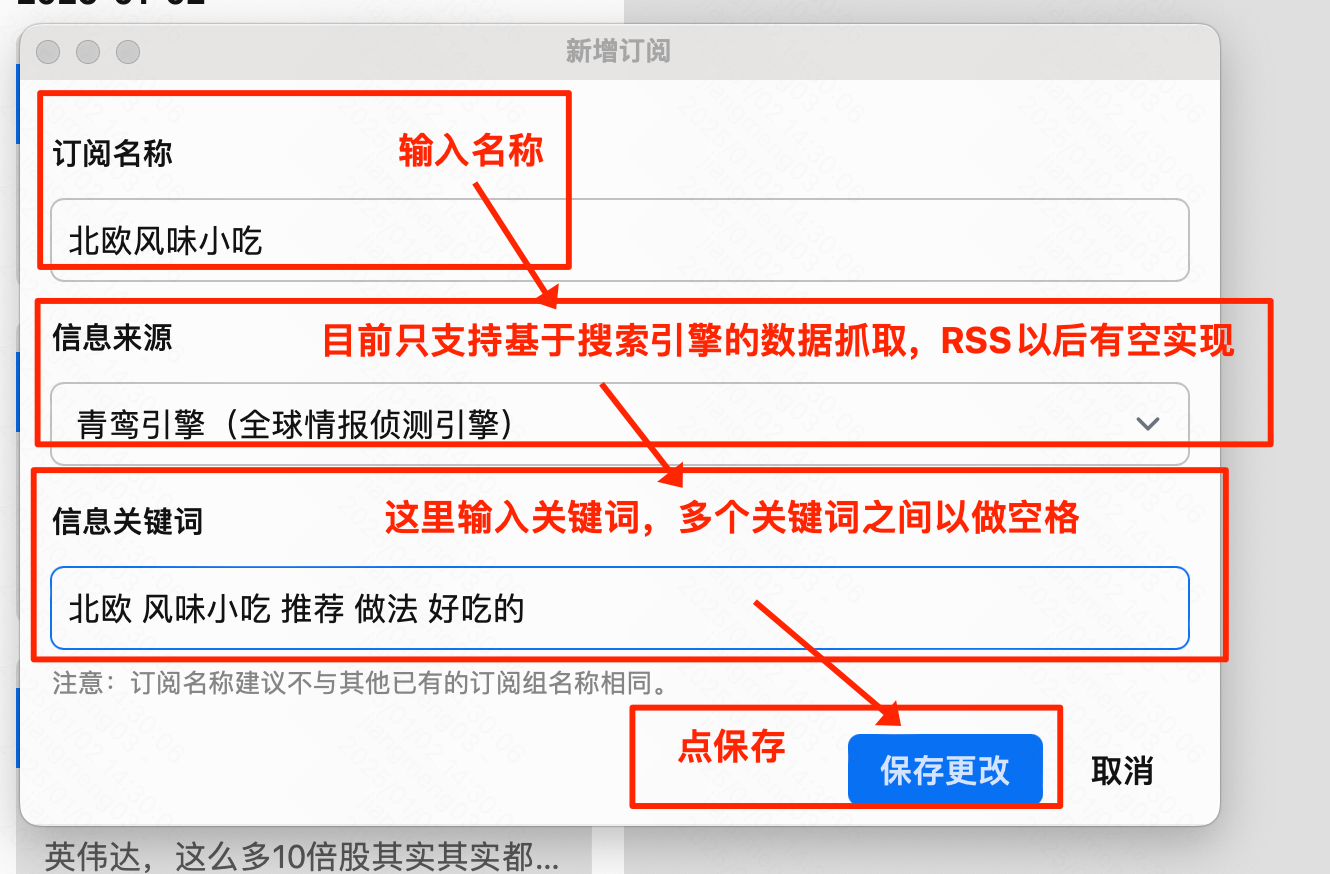 新增订阅
订阅名称
输入名称
北欧风味小吃
信息来源
目前只支持基于搜索引擎的数据抓取，RSS以后有空实现
青鸾引擎（全球情报侦测引擎）
信息关键词
这里输入关键词，多个关键词之间以做空格
北欧 风味小吃 推荐 做法 好吃的
注意：订阅名称建议不与其他已有的订阅组名称相同。
点保存
保存更改
取消
英伟达，这么多10倍股其实其实都...